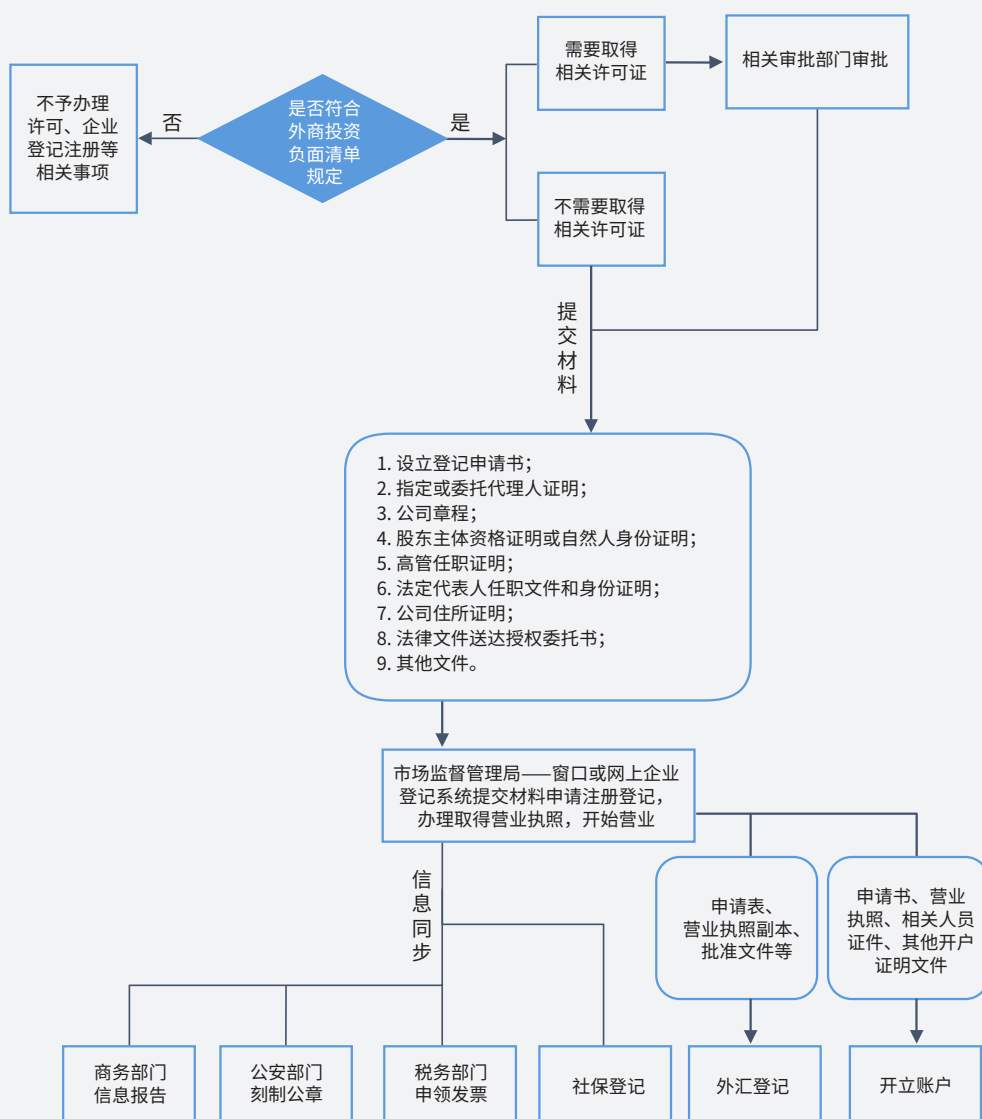 需要取得
相关许可证
相关审批部门审批
不予办理
许可、企业
登记注册等
相关事项
否
是否符合
外商投资
负面清单
规定
是
不需要取得
相关许可证
提
交
材
料
1. 设立登记申请书；
2. 指定或委托代理人证明；
3. 公司章程；
4. 股东主体资格证明或自然人身份证明；
5. 高管任职证明；
6. 法定代表人任职文件和身份证明；
7. 公司住所证明；
8. 法律文件送达授权委托书；
9. 其他文件。
市场监督管理局——窗口或网上企业
登记系统提交材料申请注册登记，
办理取得营业执照，开始营业
信
息
同
步
申请表、
营业执照副本、
批准文件等
申请书、营业
执照、相关人员
证件、其他开户
证明文件
商务部门
信息报告
公安部门
刻制公章
税务部门
申领发票
社保登记
外汇登记
开立账户